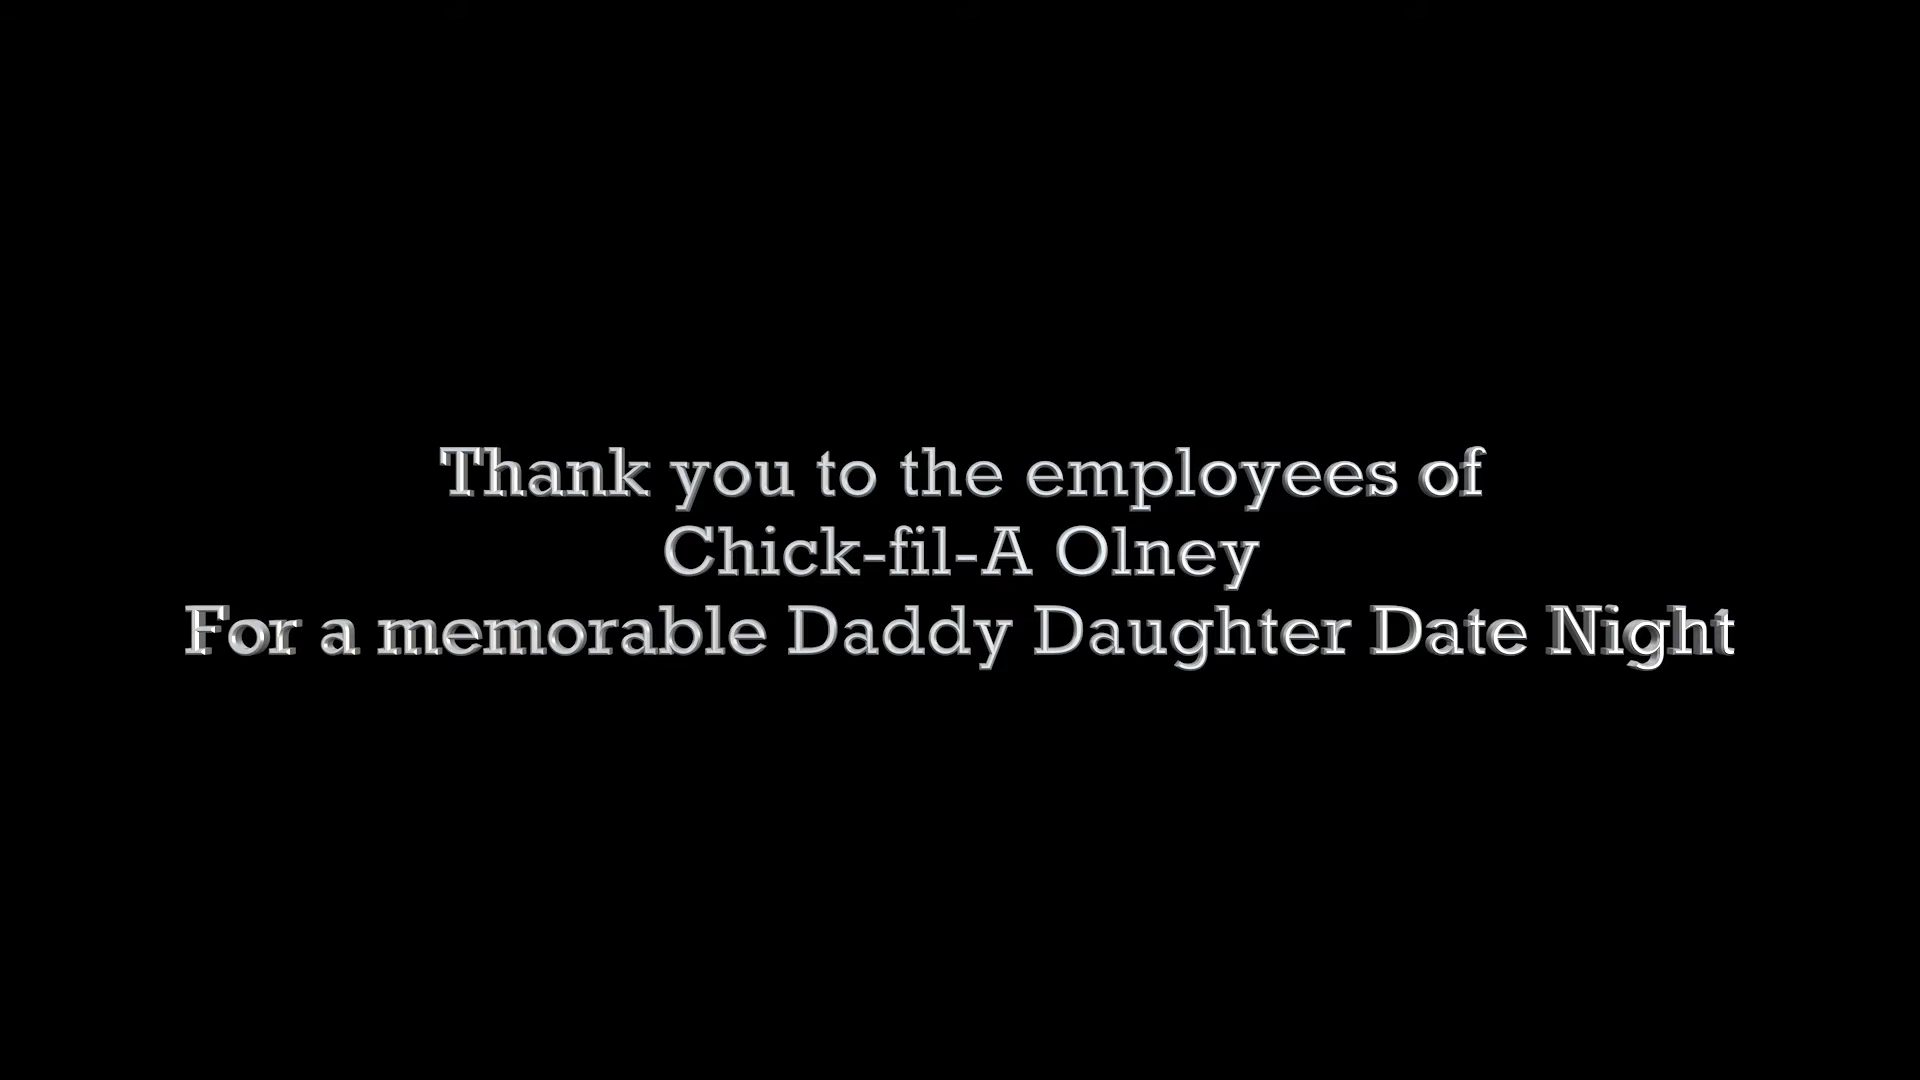 Thank you to the employees of
Chick-fil-A Olney
For a memorable Daddy Daughter Date Night